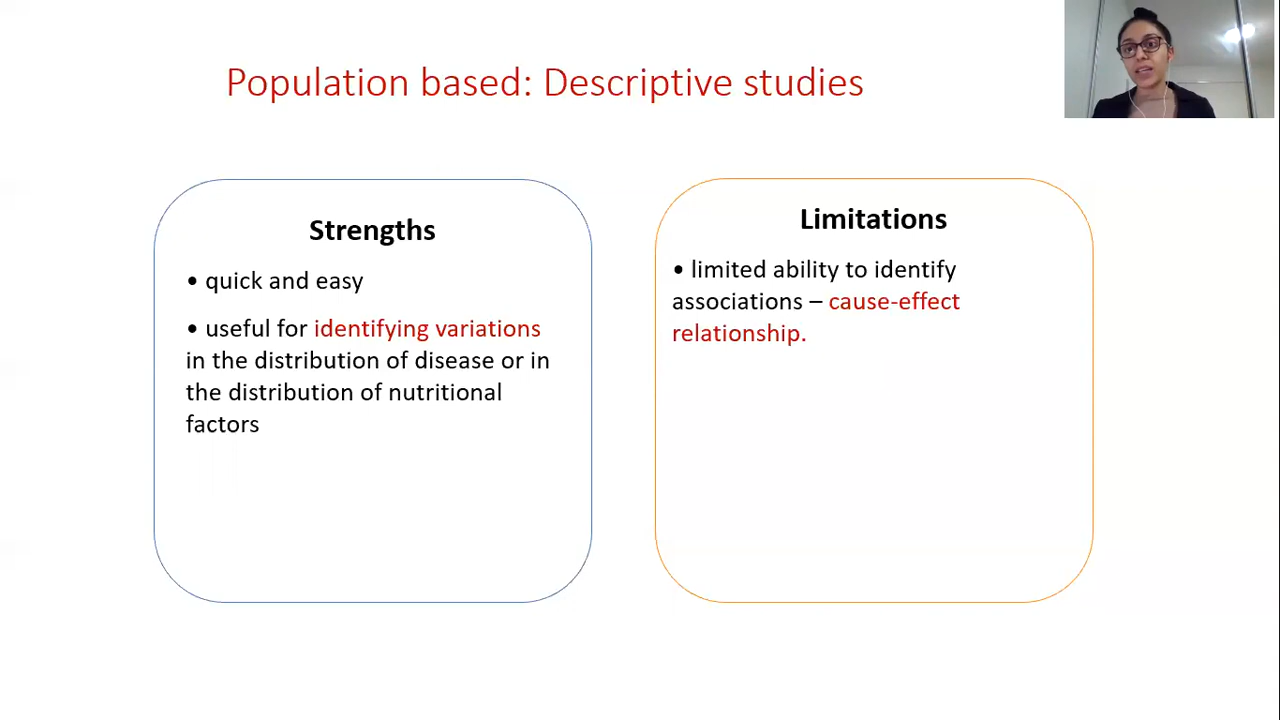 Population based: Descriptive studies
Strengths
• quick and easy
• useful for identifying variations
in the distribution of disease or in
the distribution of nutritional
factors
Limitations
• limited ability to identify
associations – cause-effect
relationship.